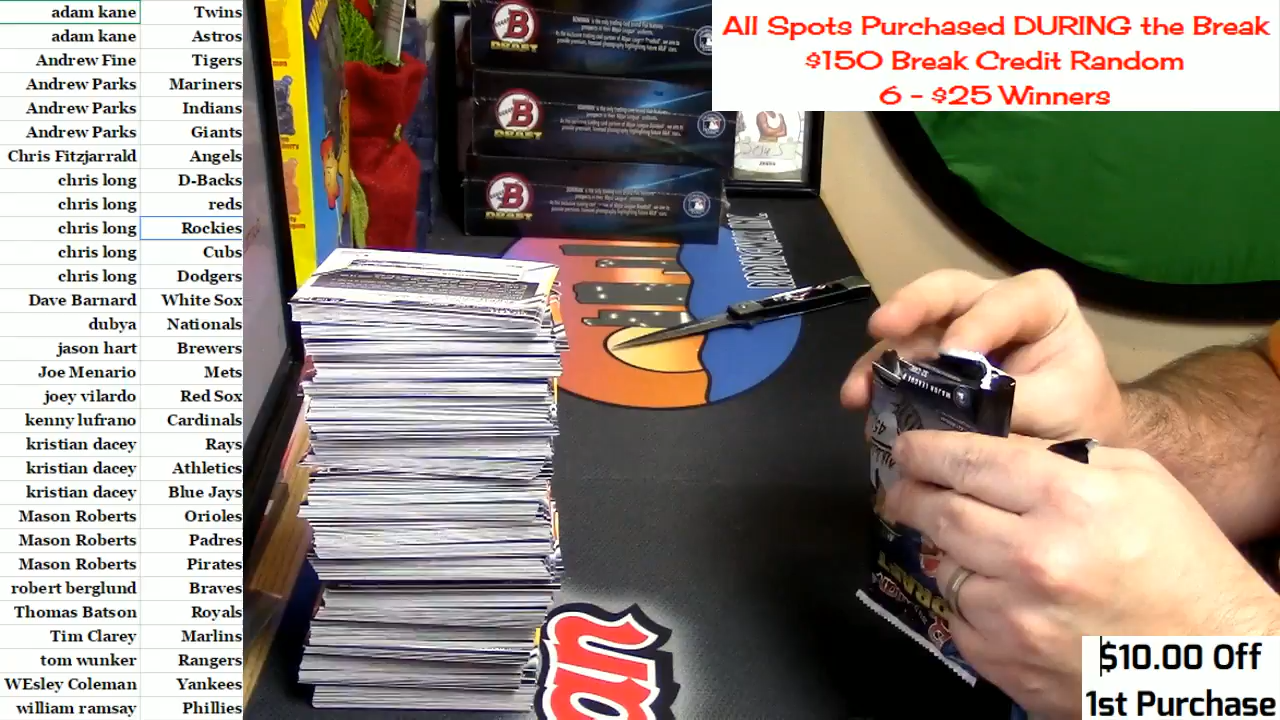 adam kane Twins
adam kane Astros
Andrew Fine Tigers
Andrew Parks Mariners
Andrew Parks Indians
Andrew Parks Giants
Chris Fitzjarrald Angels
chris long D-Backs
chris long reds
chris long Rockies
chris long Cubs
chris long Dodgers
Dave Barnard White Sox
dubya Nationals
jason hart Brewers
Joe Menario Mets
joey vilardo Red Sox
kenny lufrano Cardinals
kristian dacey Rays
kristian dacey Athletics
kristian dacey Blue Jays
Mason Roberts Orioles
Mason Roberts Padres
Mason Roberts Pirates
robert berglund Braves
Thomas Batson Royals
Tim Clarey Marlins
tom wunker Rangers
WEsley Coleman Yankees
william ramsay Phillies
All Spots Purchased DURING the Break
$150 Break Credit Random
6 - $25 Winners
B
DRAFT
B
DRAFT
B
DRAFT
MAJOR LEAGUE
DRAFT
$10.00 Off
1st Purchase